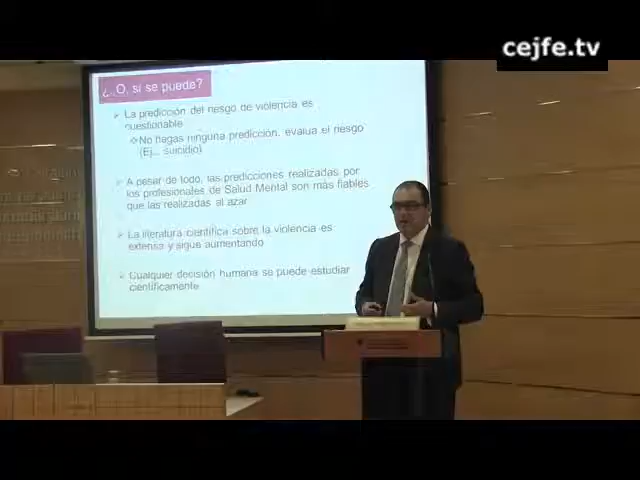 cejfe.tv
¿ O, si se puede?
La predicción del riesgo de violencia es
cuestionable
No hagas ninguna predicción, evalua el riesgo
(Ej... suicidio)
A pesar de todo, las predicciones realizadas por
los profesionales de Salud Mental son más fiables
que las realizadas al azar
La literatura científica sobre la violencia es
extensa y sigue aumentando
Cualquier decisión humana se puede estudiar
científicamente